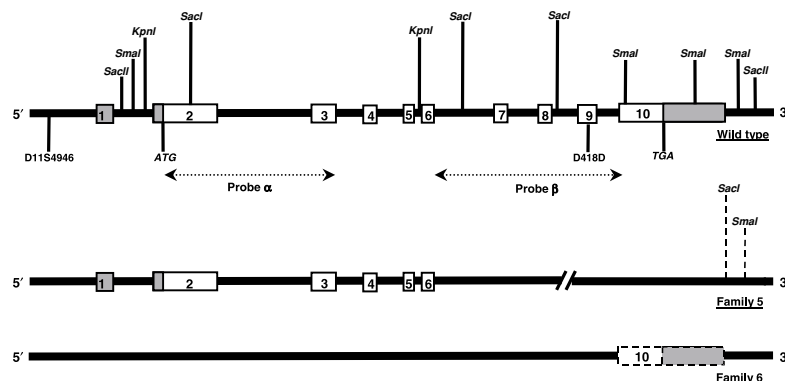 SacI
SacI
SacI
KpnI
KpnI
SmaI
SmaI
SmaI
SmaI
SacII
SacII
5′
1
2
3
4
5
6
7
8
9
10
3
Wild type
D11S4946
ATG
D418D
TGA
Probe α
Probe β
SacI
SmaI
5′
1
2
3
4
5
6
3
Family 5
5′
10
3
Family 6